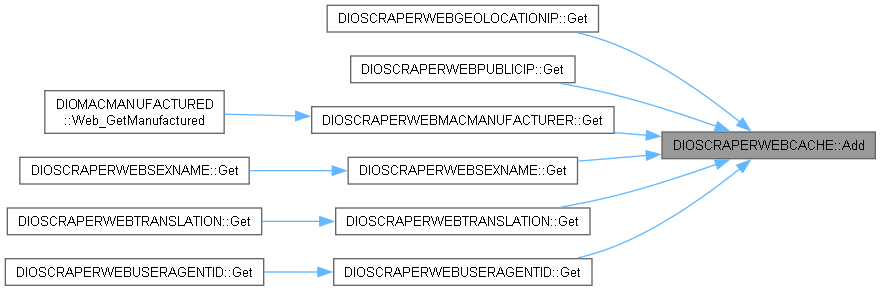 DIOSCRAPERWEBGEOLOCATIONIP::Get
DIOSCRAPERWEBPUBLICIP::Get
DIOMACMANUFACTURED
::Web_GetManufactured
DIOSCRAPERWEBMACMANUFACTURER::Get
DIOSCRAPERWEBCACHE::Add
DIOSCRAPERWEBSEXNAME::Get
DIOSCRAPERWEBSEXNAME::Get
DIOSCRAPERWEBTRANSLATION::Get
DIOSCRAPERWEBTRANSLATION::Get
DIOSCRAPERWEBUSERAGENTID::Get
DIOSCRAPERWEBUSERAGENTID::Get